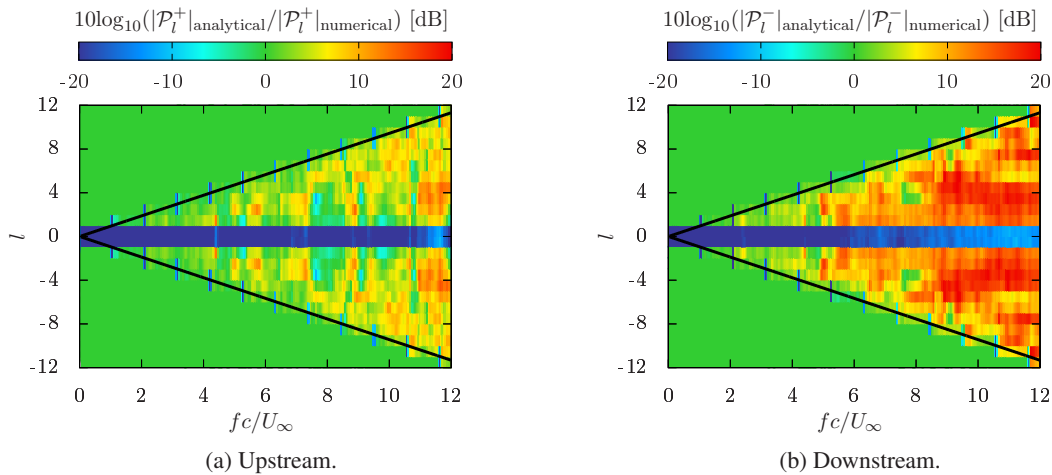 10log₁₀(|𝒫ₗ⁺|analytical/|𝒫ₗ⁺|numerical) [dB]
-20 -10 0 10 20
12
8
4
l 0
-4
-8
-12
0 2 4 6 8 10 12
fc/U∞
(a) Upstream.
10log₁₀(|𝒫ₗ⁻|analytical/|𝒫ₗ⁻|numerical) [dB]
-20 -10 0 10 20
12
8
4
l 0
-4
-8
-12
0 2 4 6 8 10 12
fc/U∞
(b) Downstream.